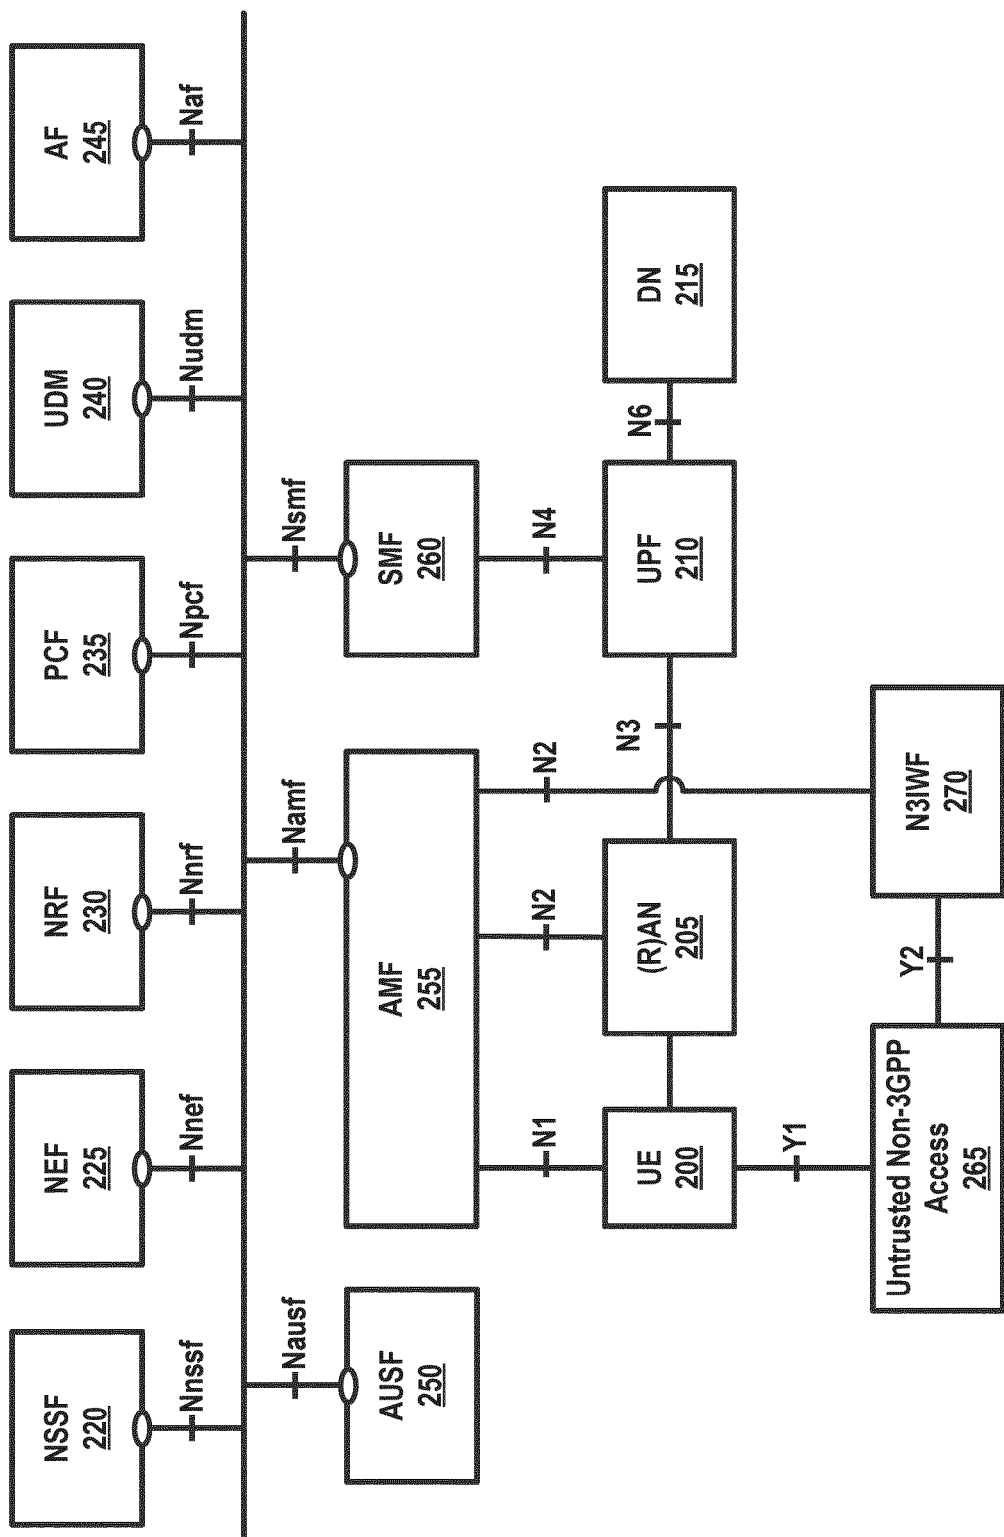 NSSF
220
NEF
225
NRF
230
PCF
235
UDM
240
AF
245
Nnssf
Nnef
Nnrf
Npcf
Nudm
Naf
Nausf
Namf
Nsmf
AUSF
250
AMF
255
SMF
260
N1
N2
N2
N4
UE
200
(R)AN
205
N3
UPF
210
N6
DN
215
Y1
Untrusted Non-3GPP
Access
265
Y2
N3IWF
270